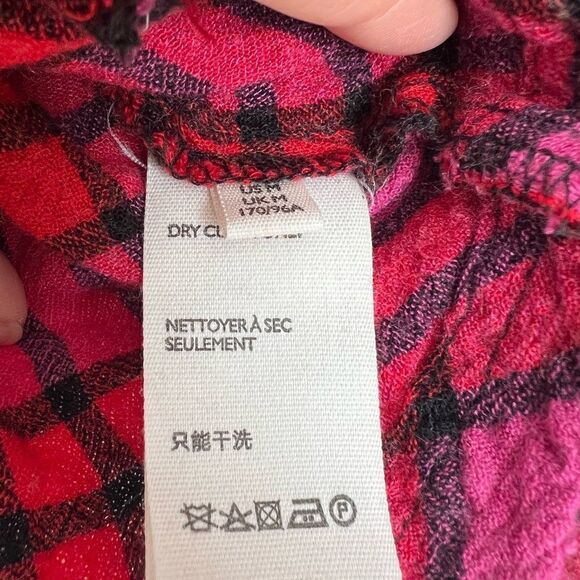 US M
UK M
170/96A
DRY
NETTOYER À SEC
SEULEMENT
只能干洗
P